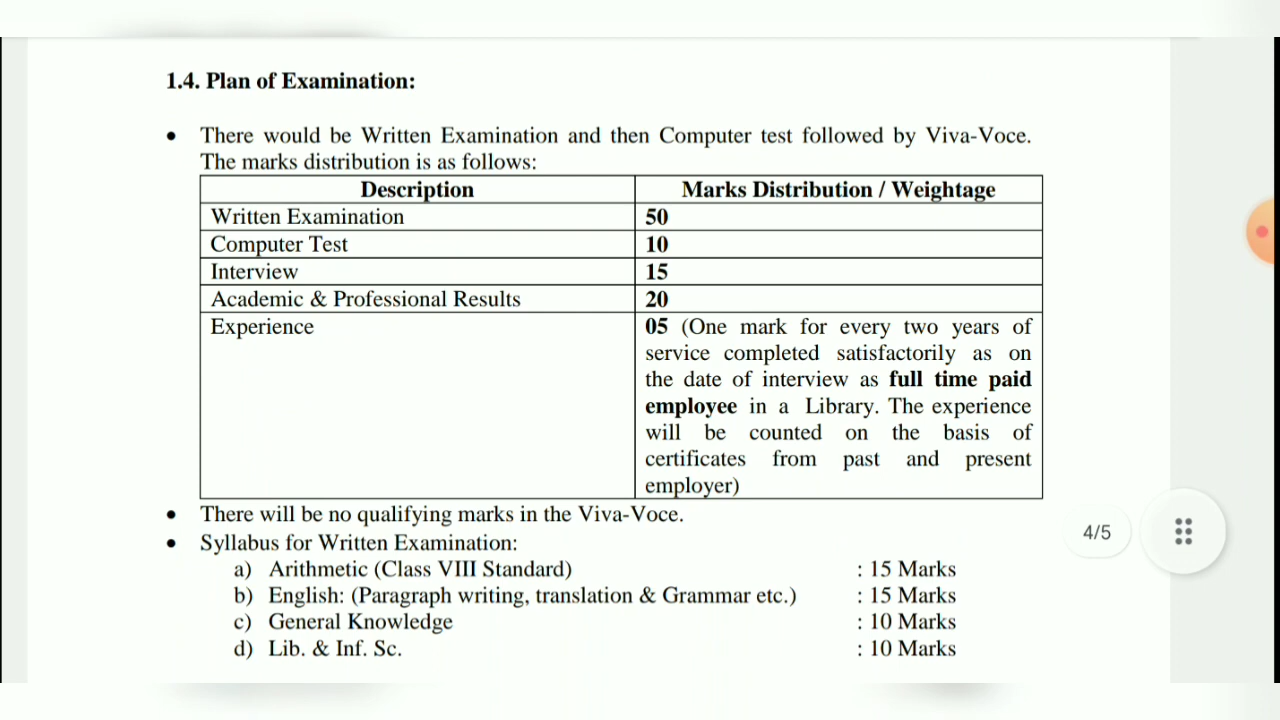 1.4. Plan of Examination:
• There would be Written Examination and then Computer test followed by Viva-Voce.
The marks distribution is as follows:
Description Marks Distribution / Weightage
Written Examination 50
Computer Test 10
Interview 15
Academic & Professional Results 20
Experience 05 (One mark for every two years of
service completed satisfactorily as on
the date of interview as full time paid
employee in a Library. The experience
will be counted on the basis of
certificates from past and present
employer)
• There will be no qualifying marks in the Viva-Voce.
• Syllabus for Written Examination:
a) Arithmetic (Class VIII Standard) : 15 Marks
b) English: (Paragraph writing, translation & Grammar etc.) : 15 Marks
c) General Knowledge : 10 Marks
d) Lib. & Inf. Sc. : 10 Marks
4/5